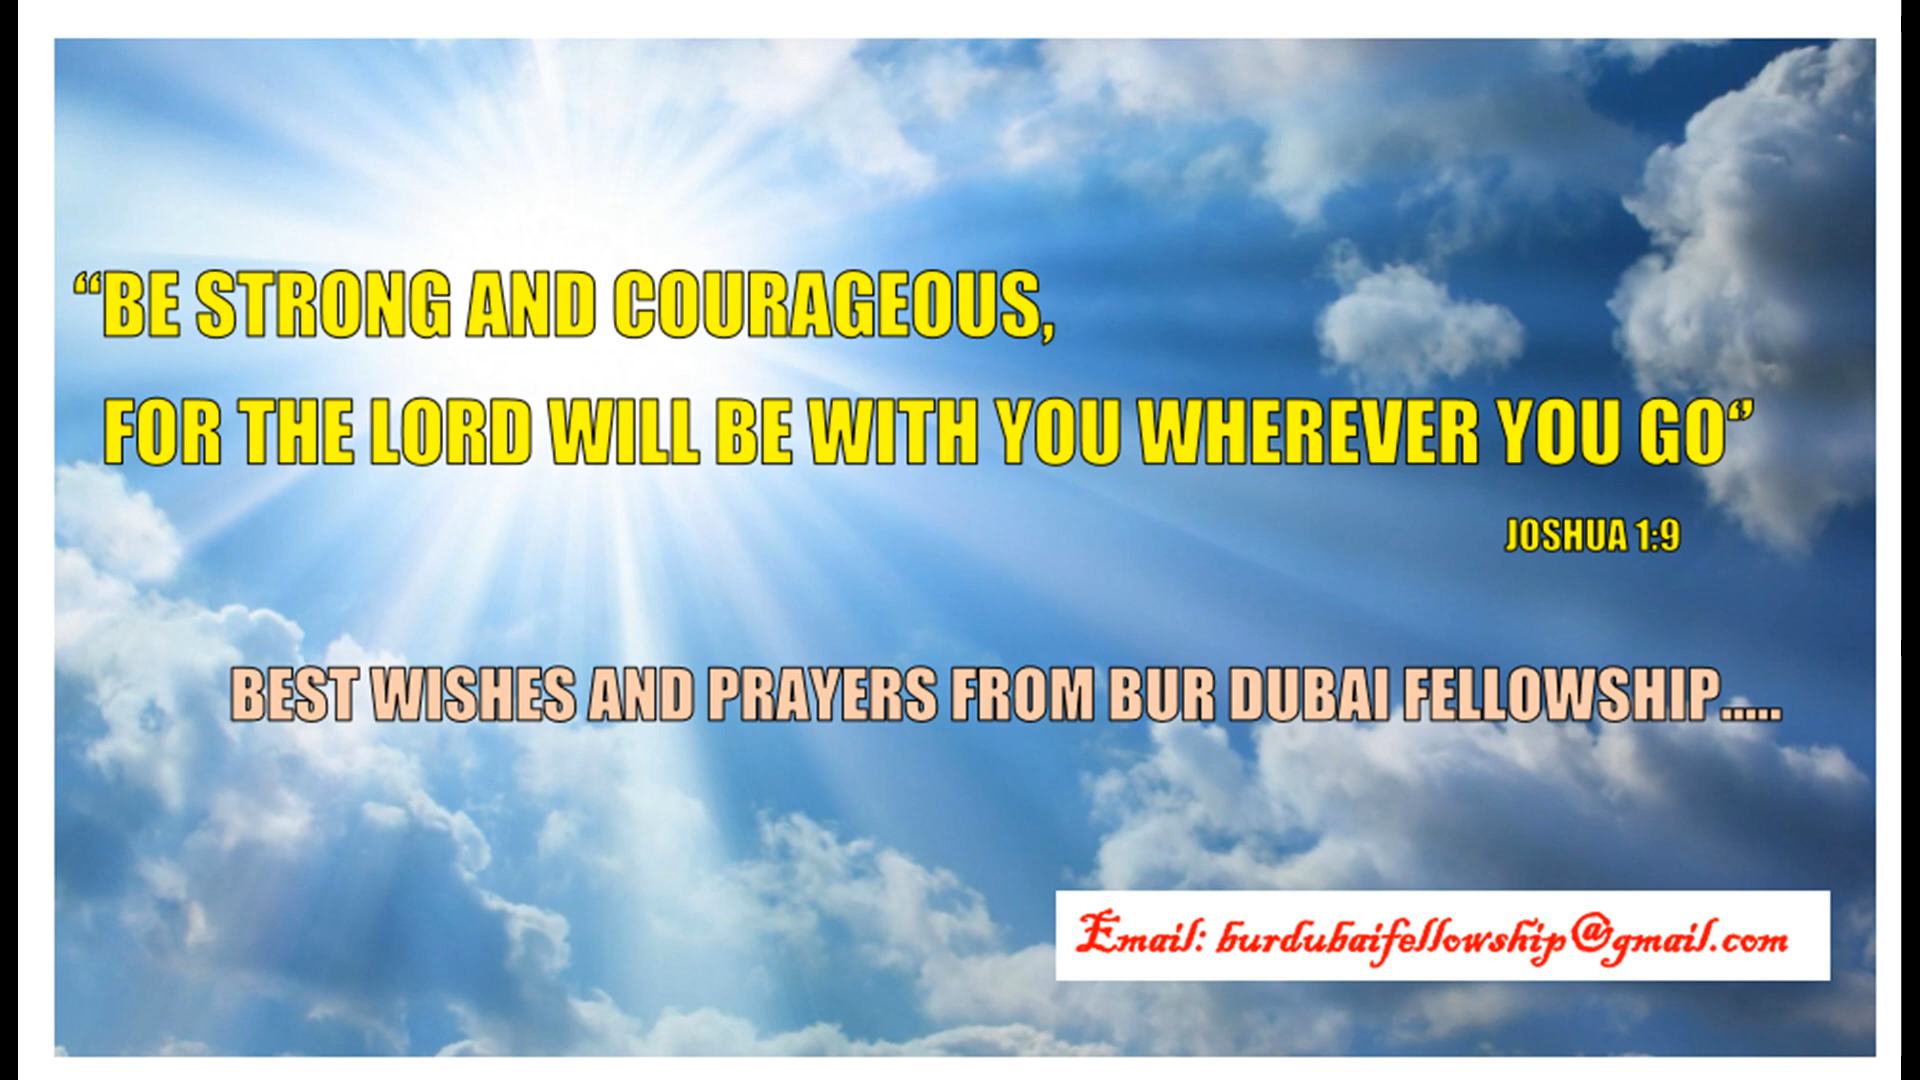 “BE STRONG AND COURAGEOUS,
FOR THE LORD WILL BE WITH YOU WHEREVER YOU GO“
JOSHUA 1:9
BEST WISHES AND PRAYERS FROM BUR DUBAI FELLOWSHIP.....
Email: burdubaifellowship@gmail.com